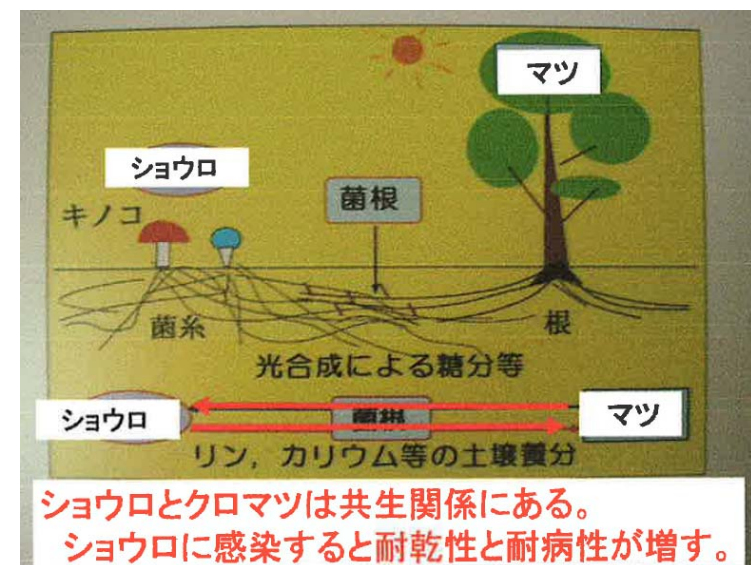 マツ
ショウロ
菌根
キノコ
菌糸
根
光合成による糖分等
ショウロ
菌根
マツ
リン，カリウム等の土壌養分
ショウロとクロマツは共生関係にある。
ショウロに感染すると耐乾性と耐病性が増す。